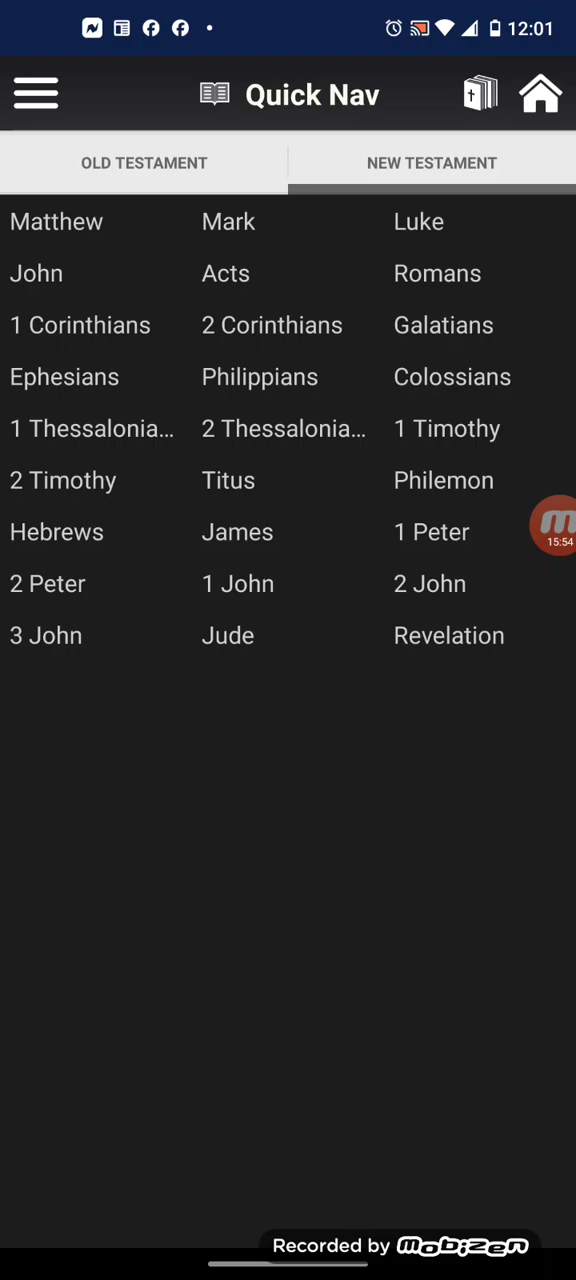 12:01
Quick Nav
OLD TESTAMENT NEW TESTAMENT
Matthew Mark Luke
John Acts Romans
1 Corinthians 2 Corinthians Galatians
Ephesians Philippians Colossians
1 Thessalonia... 2 Thessalonia... 1 Timothy
2 Timothy Titus Philemon
Hebrews James 1 Peter
15:54
2 Peter 1 John 2 John
3 John Jude Revelation
Recorded by mobizen